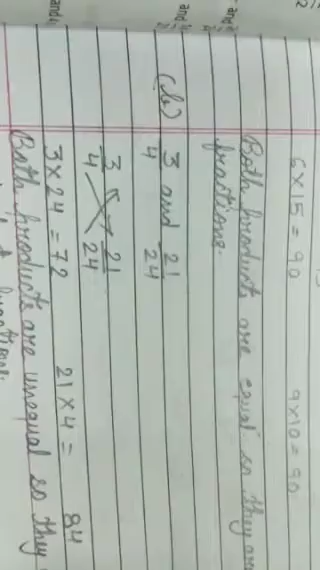 6 X 15 = 90 9 x 10 = 90
Both products are equal so they are
fractions.
(b) 3/4 and 21/24
3/4 21/24
3 x 24 = 72 21 x 4 = 84
Both products are unequal so they